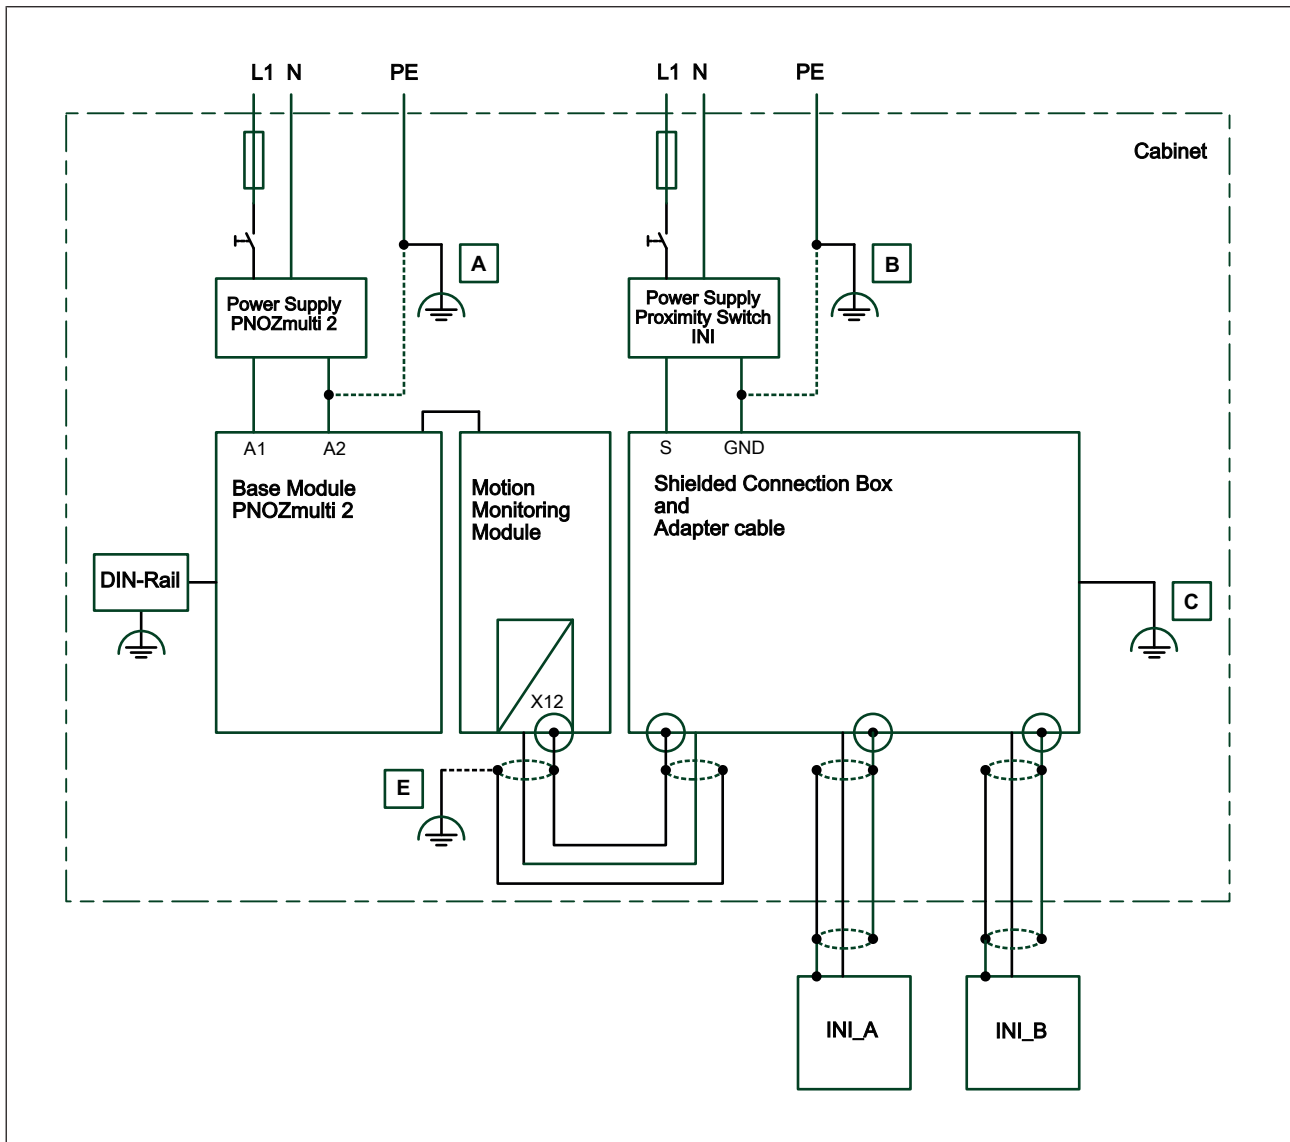 L1 N PE L1 N PE
Cabinet
A B
Power Supply
PNOZmulti 2
Power Supply
Proximity Switch
INI
A1 A2 S GND
Base Module
PNOZmulti 2
Motion
Monitoring
Module
Shielded Connection Box
and
Adapter cable
DIN-Rail
C
X12
E
INI_A INI_B